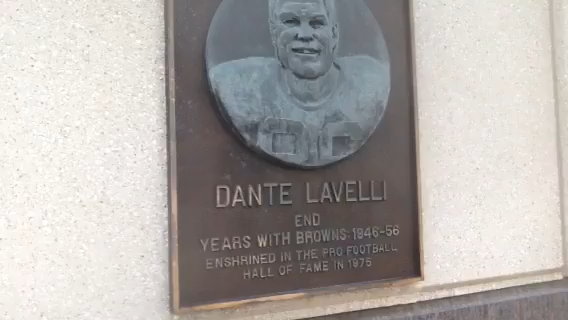 DANTE LAVELLI
END
YEARS WITH BROWNS: 1946-56
ENSHRINED IN THE PRO FOOTBALL
HALL OF FAME IN 1975